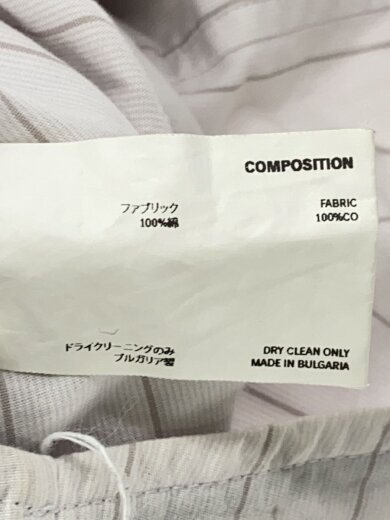 COMPOSITION
ファブリック
100%綿
FABRIC
100%CO
ドライクリーニングのみ
ブルガリア製
DRY CLEAN ONLY
MADE IN BULGARIA